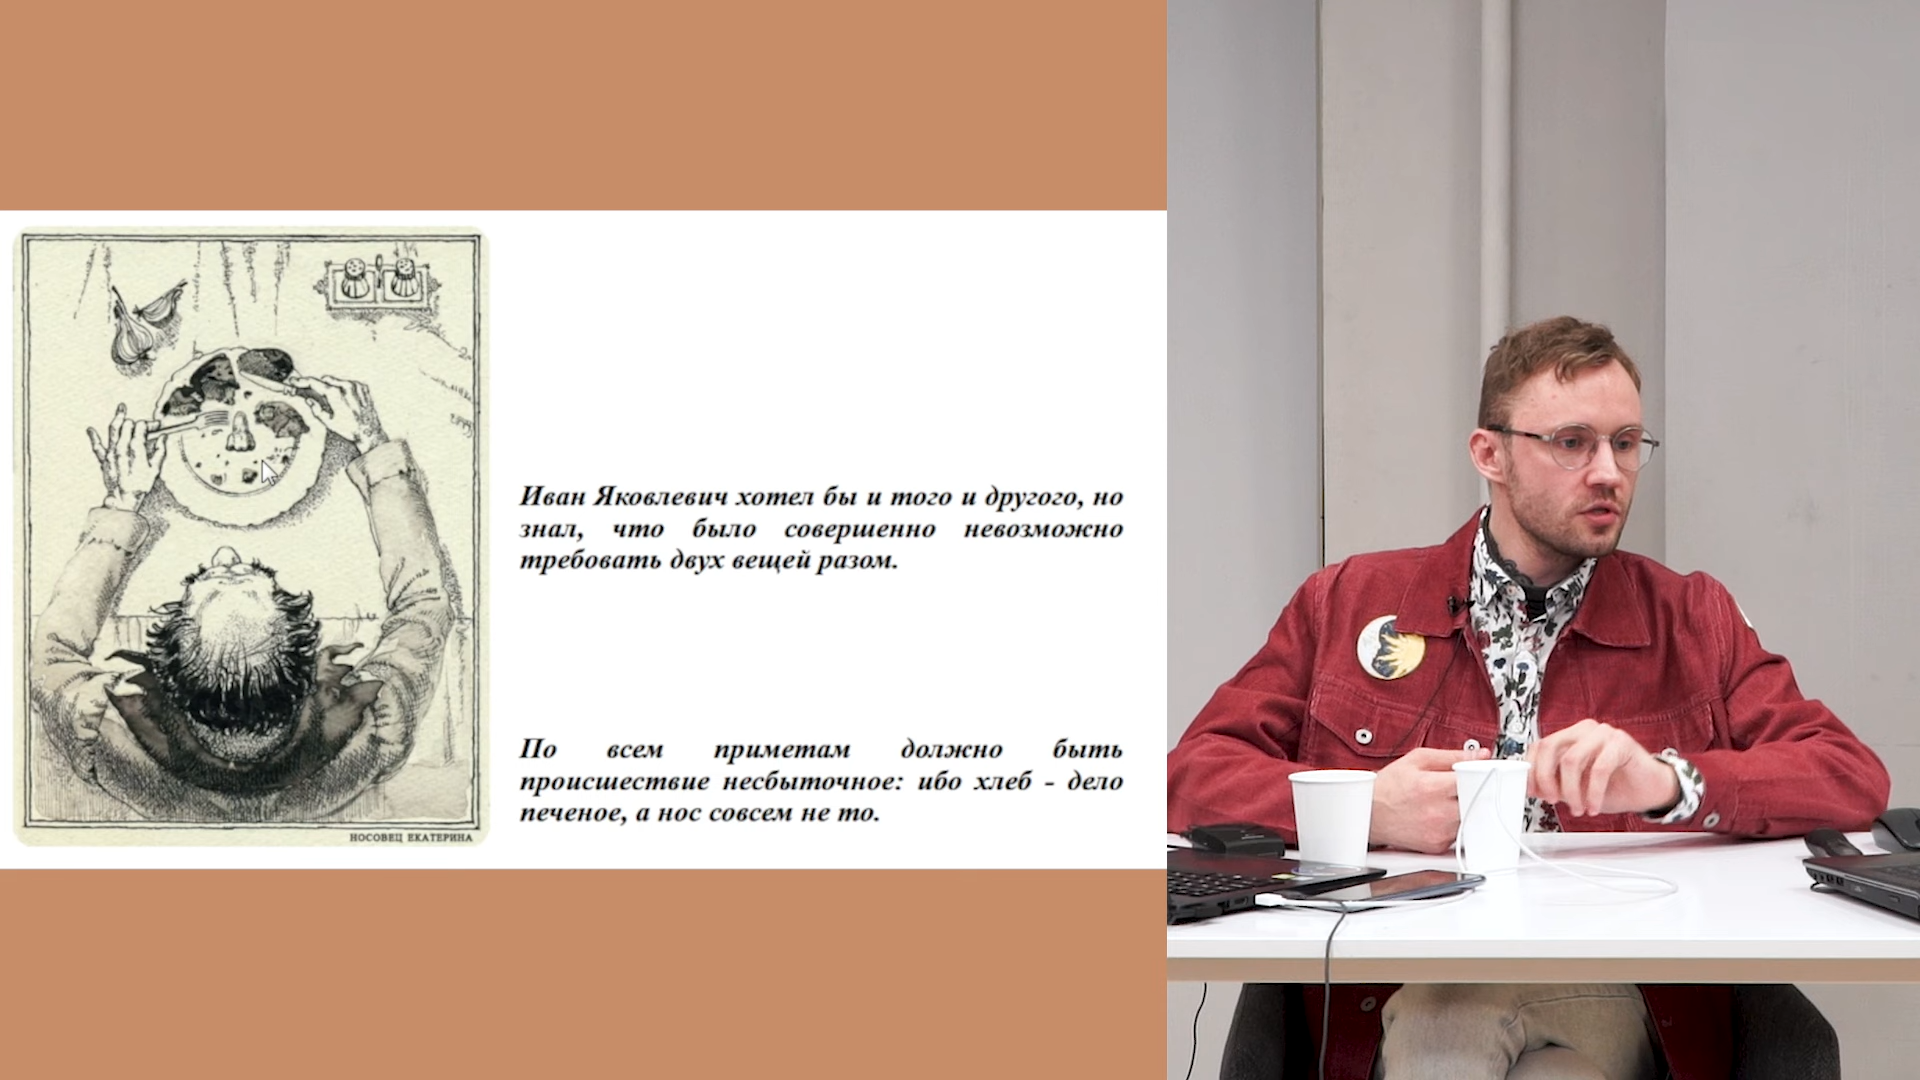 НОСОВЕЦ ЕКАТЕРИНА
Иван Яковлевич хотел бы и того и другого, но
знал, что было совершенно невозможно
требовать двух вещей разом.
По всем приметам должно быть
происшествие несбыточное: ибо хлеб - дело
печеное, а нос совсем не то.